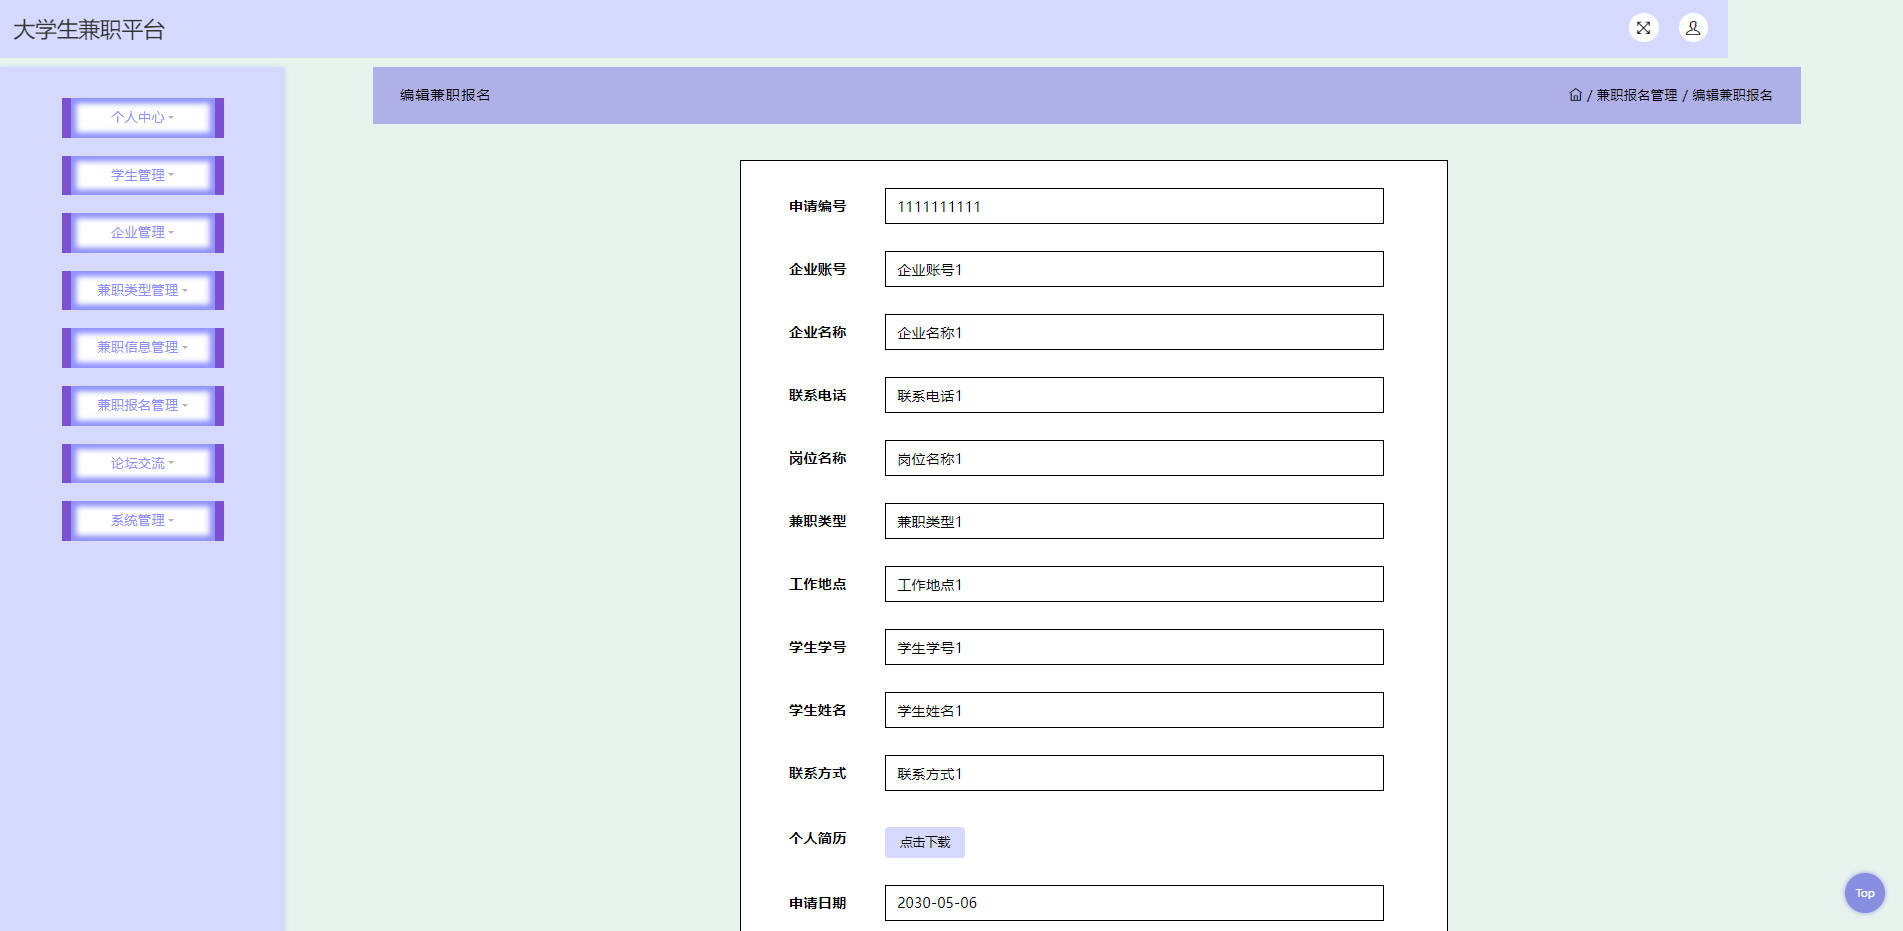 大学生兼职平台
个人中心
学生管理
企业管理
兼职类型管理
兼职信息管理
兼职报名管理
论坛交流
系统管理
编辑兼职报名
/ 兼职报名管理 / 编辑兼职报名
申请编号 1111111111
企业账号 企业账号1
企业名称 企业名称1
联系电话 联系电话1
岗位名称 岗位名称1
兼职类型 兼职类型1
工作地点 工作地点1
学生学号 学生学号1
学生姓名 学生姓名1
联系方式 联系方式1
个人简历 点击下载
申请日期 2030-05-06
Top